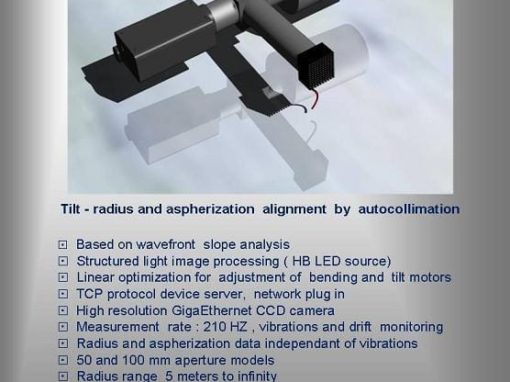 Tilt - radius and aspherization alignment by autocollimation
Based on wavefront slope analysis
Structured light image processing ( HB LED source)
Linear optimization for adjustment of bending and tilt motors
TCP protocol device server, network plug in
High resolution GigaEthernet CCD camera
Measurement rate : 210 HZ , vibrations and drift monitoring
Radius and aspherization data independant of vibrations
50 and 100 mm aperture models
Radius range 5 meters to infinity